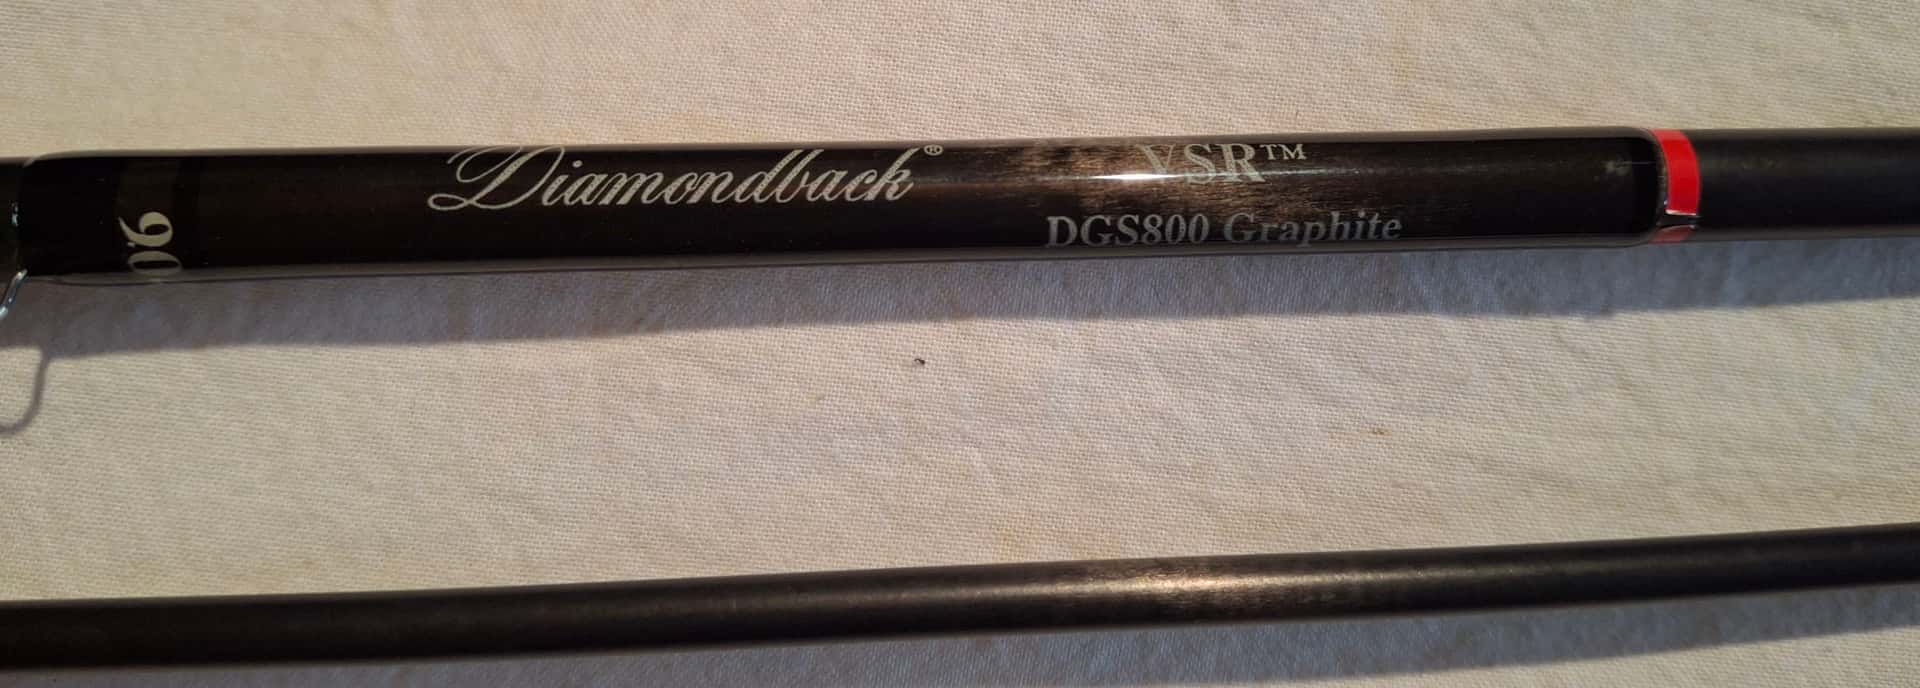 Diamondback® VSR™
DGS800 Graphite